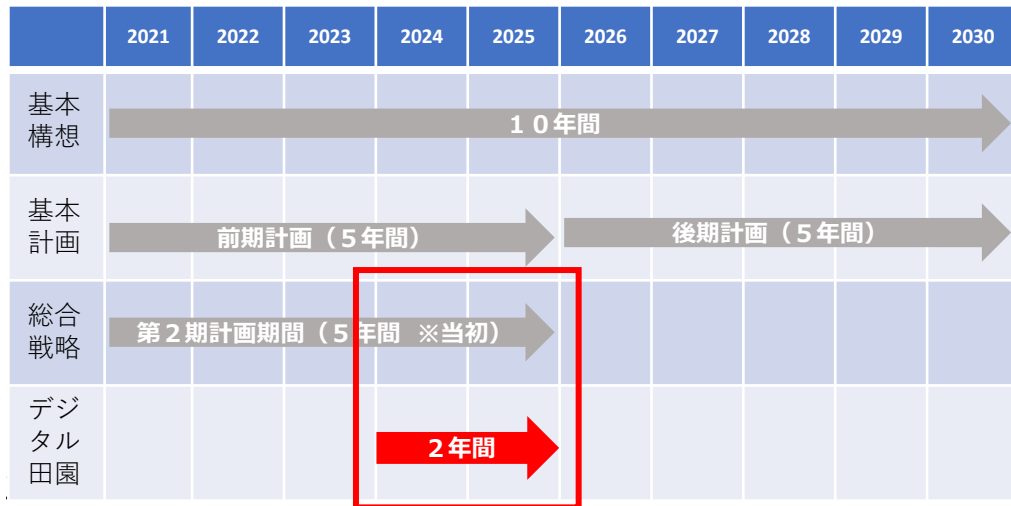 2021 2022 2023 2024 2025 2026 2027 2028 2029 2030
基本
構想
１０年間
基本
計画
前期計画（５年間）
後期計画（５年間）
総合
戦略
第２期計画期間（５年間 ※当初）
デジ
タル
田園
２年間